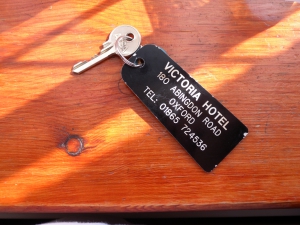 VICTORIA HOTEL
180 ABINGDON ROAD
OXFORD
TEL: 01865 724536